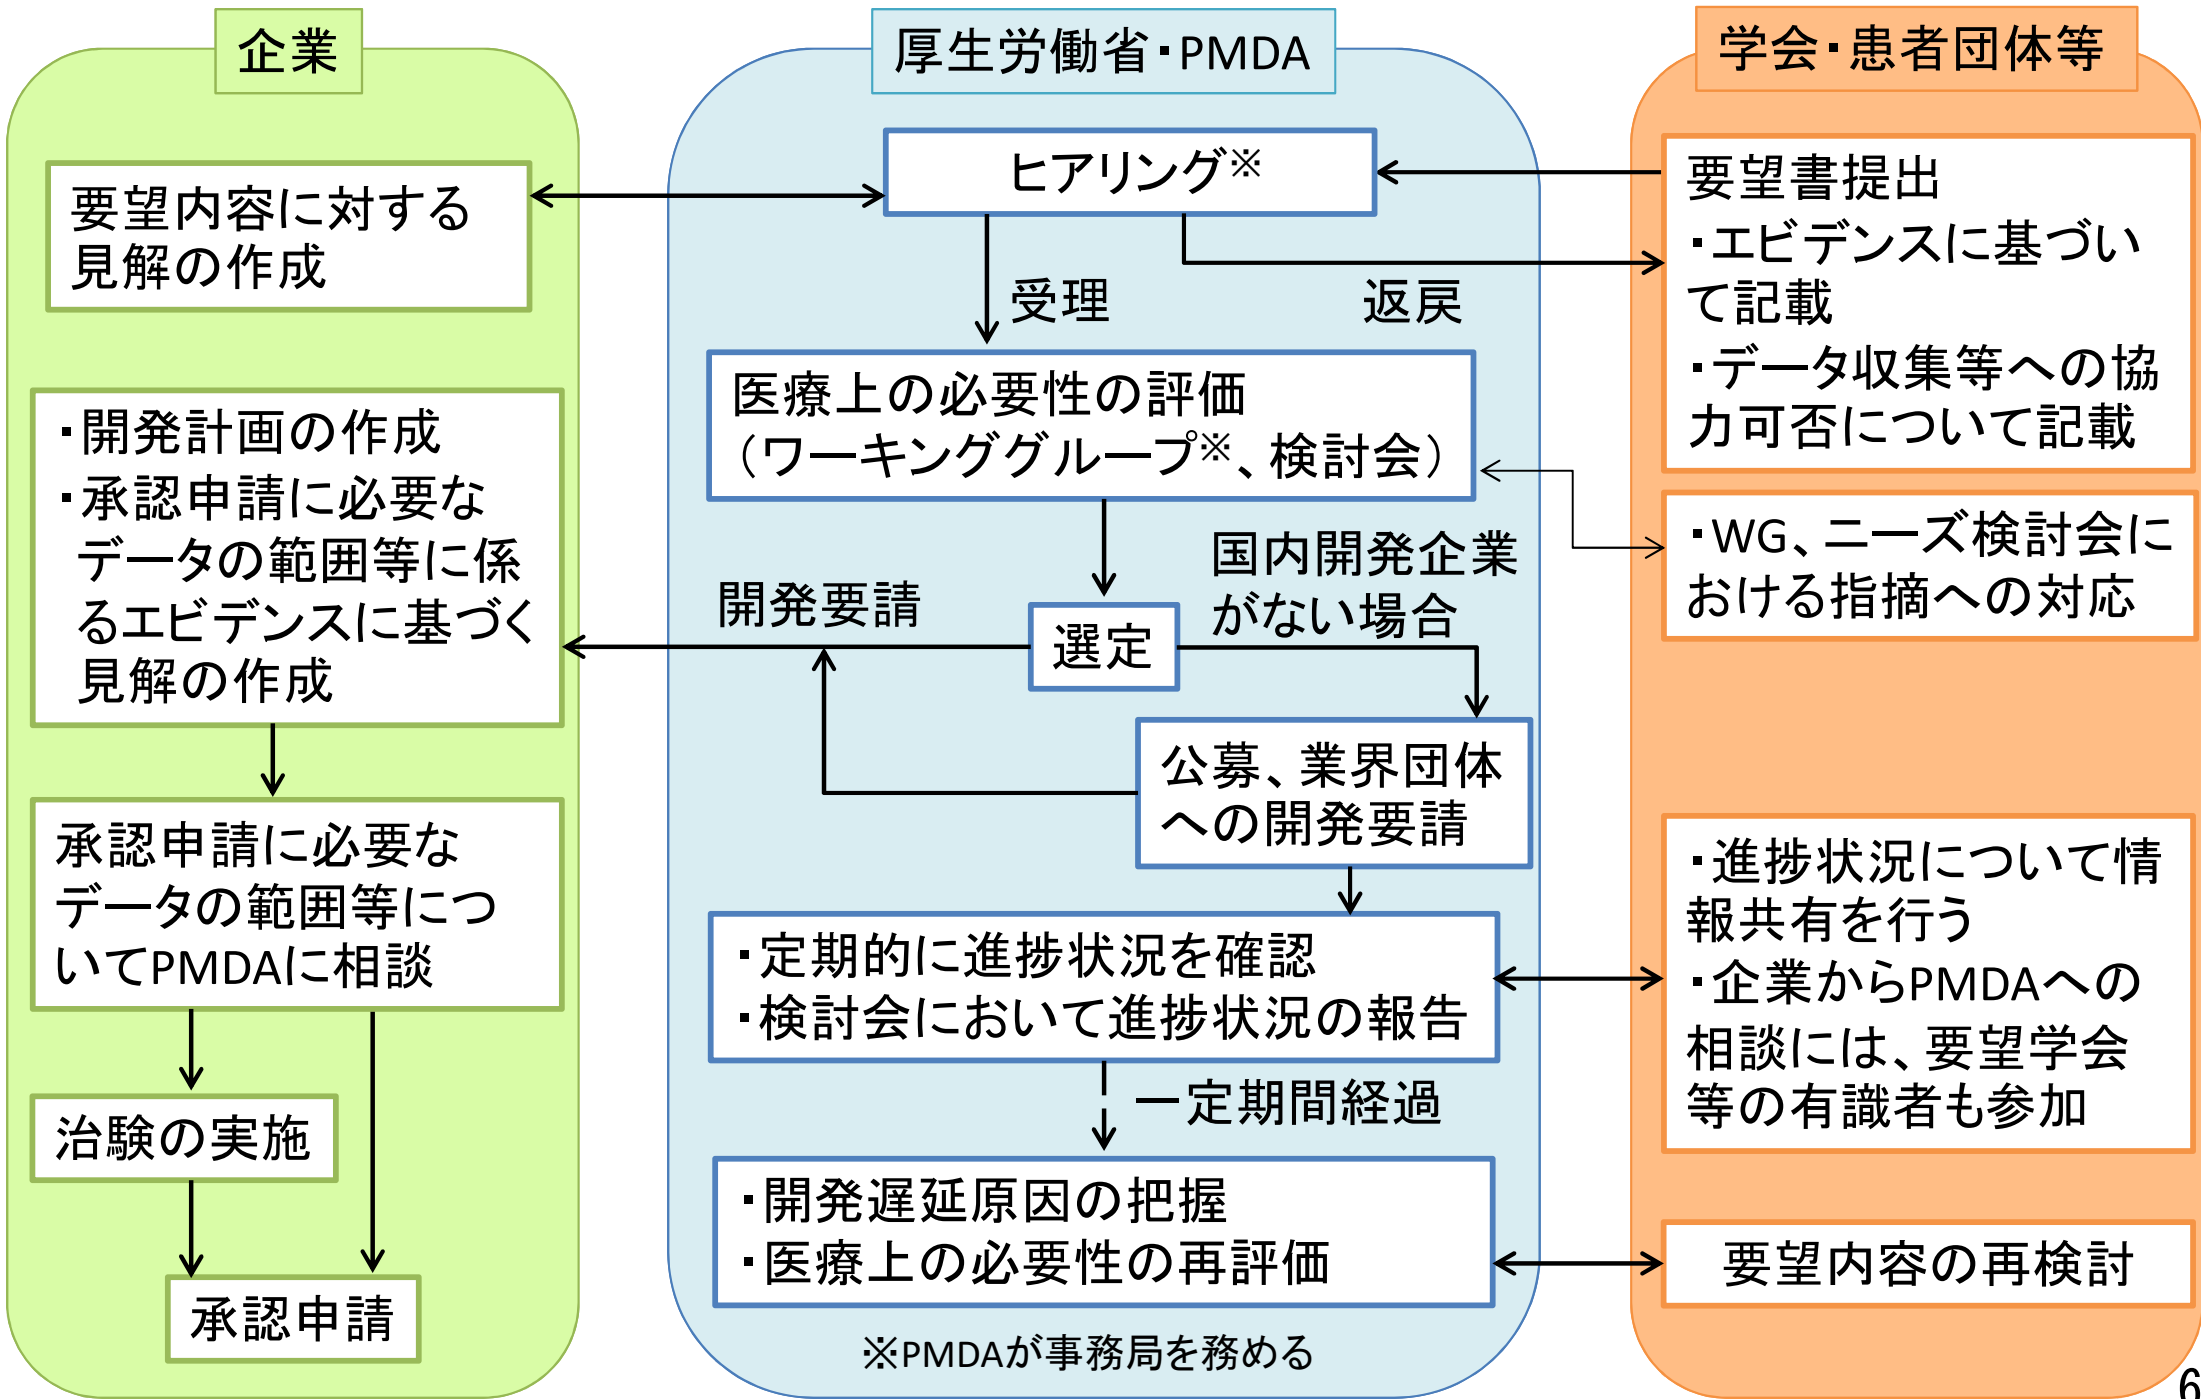 企業
要望内容に対する
見解の作成
・開発計画の作成
・承認申請に必要な
データの範囲等に係
るエビデンスに基づく
見解の作成
承認申請に必要な
データの範囲等につ
いてPMDAに相談
治験の実施
承認申請
厚生労働省・PMDA
ヒアリング※
受理
返戻
医療上の必要性の評価
（ワーキンググループ※、検討会）
開発要請
選定
国内開発企業
がない場合
公募、業界団体
への開発要請
・定期的に進捗状況を確認
・検討会において進捗状況の報告
一定期間経過
・開発遅延原因の把握
・医療上の必要性の再評価
※PMDAが事務局を務める
学会・患者団体等
要望書提出
・エビデンスに基づい
て記載
・データ収集等への協
力可否について記載
・WG、ニーズ検討会に
おける指摘への対応
・進捗状況について情
報共有を行う
・企業からPMDAへの
相談には、要望学会
等の有識者も参加
要望内容の再検討
6